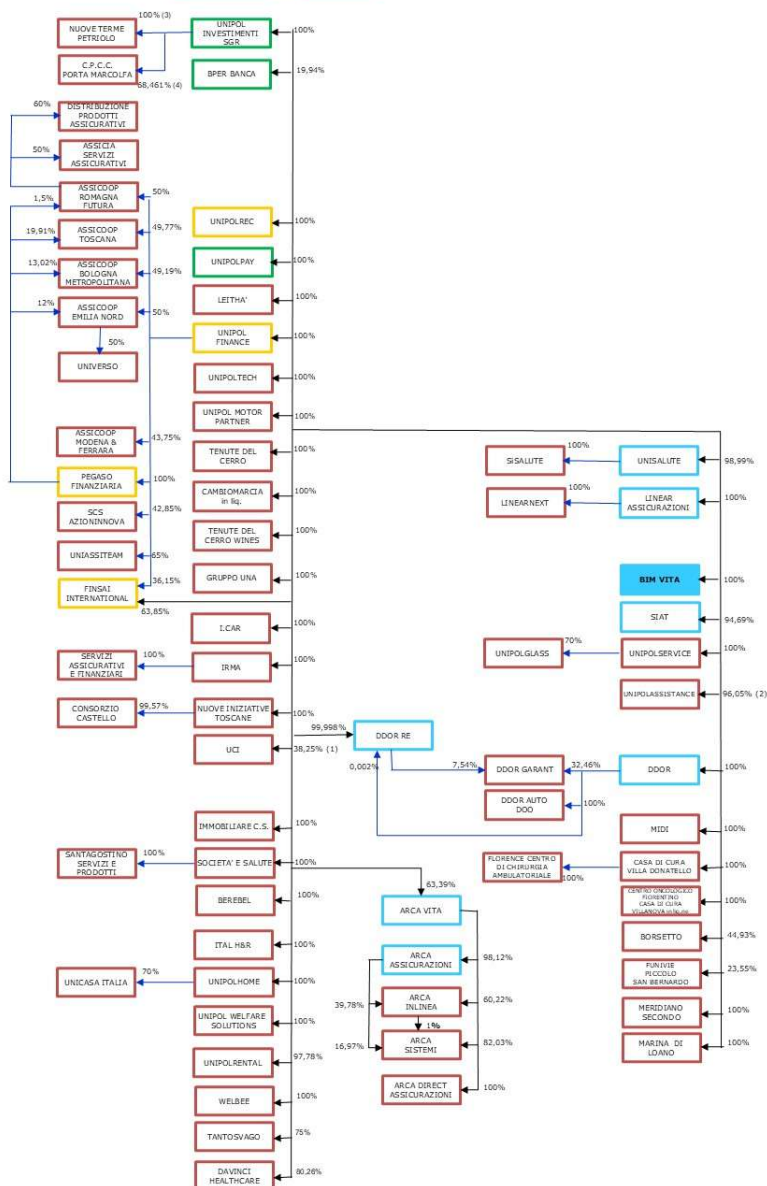 100% (3)
NUOVE TERME
PETRIOLO
UNIPOL
INVESTIMENTI
SGR
100%
C.P.C.C.
PORTA MARCOLFA
68,461% (4)
BPER BANCA
19,94%
60%
DISTRIBUZIONE
PRODOTTI
ASSICURATIVI
50%
ASSICIA
SERVIZI
ASSICURATIVI
1,5%
ASSICOOP
ROMAGNA
FUTURA
50%
UNIPOLREC
100%
19,91%
ASSICOOP
TOSCANA
49,77%
13,02%
ASSICOOP
BOLOGNA
METROPOLITANA
49,19%
UNIPOLPAY
100%
12%
ASSICOOP
EMILIA NORD
50%
LEITHA'
100%
50%
UNIVERSO
UNIPOL
FINANCE
100%
UNIPOLTECH
100%
UNIPOL MOTOR
PARTNER
100%
ASSICOOP
MODENA &
FERRARA
43,75%
TENUTE DEL
CERRO
100%
PEGASO
FINANZIARIA
100%
CAMBIOMARCIA
in liq.
100%
SCS
AZIONINNOVA
42,85%
TENUTE DEL
CERRO WINES
100%
UNIASSITEAM
65%
FINSAI
INTERNATIONAL
36,15%
63,85%
GRUPPO UNA
100%
I.CAR
100%
SERVIZI
ASSICURATIVI
E FINANZIARI
100%
IRMA
100%
CONSORZIO
CASTELLO
99,57%
NUOVE INIZIATIVE
TOSCANE
100%
UCI
38,25% (1)
99,998%
DDOR RE
0,002%
SISALUTE
100%
UNISALUTE
98,99%
LINEARNEXT
100%
LINEAR
ASSICURAZIONI
100%
BIM VITA
100%
SIAT
94,69%
UNIPOLGLASS
70%
UNIPOLSERVICE
100%
UNIPOLASSISTANCE
96,05% (2)
7,54%
DDOR GARANT
32,46%
DDOR
100%
DDOR AUTO
DOO
100%
MIDI
100%
FLORENCE CENTRO
DI CHIRURGIA
AMBULATORIALE
100%
CASA DI CURA
VILLA DONATELLO
100%
CENTRO ONCOLOGICO
FIORENTINO
CASA DI CURA
VILLANOVA in liq.ne
100%
BORSETTO
44,93%
FUNIVIE
PICCOLO
SAN BERNARDO
23,55%
MERIDIANO
SECONDO
100%
MARINA DI
LOANO
100%
IMMOBILIARE C.S.
100%
SANTAGOSTINO
SERVIZI E
PRODOTTI
100%
SOCIETA' E SALUTE
100%
BEREBEL
100%
ITAL H&R
100%
UNICASA ITALIA
70%
UNIPOLHOME
100%
UNIPOL WELFARE
SOLUTIONS
100%
UNIPOLRENTAL
97,78%
WELBEE
100%
TANTOSVAGO
75%
DAVINCI
HEALTHCARE
80,26%
63,39%
ARCA VITA
ARCA
ASSICURAZIONI
98,12%
39,78%
ARCA
INLINEA
60,22%
1%
16,97%
ARCA
SISTEMI
82,03%
ARCA DIRECT
ASSICURAZIONI
100%